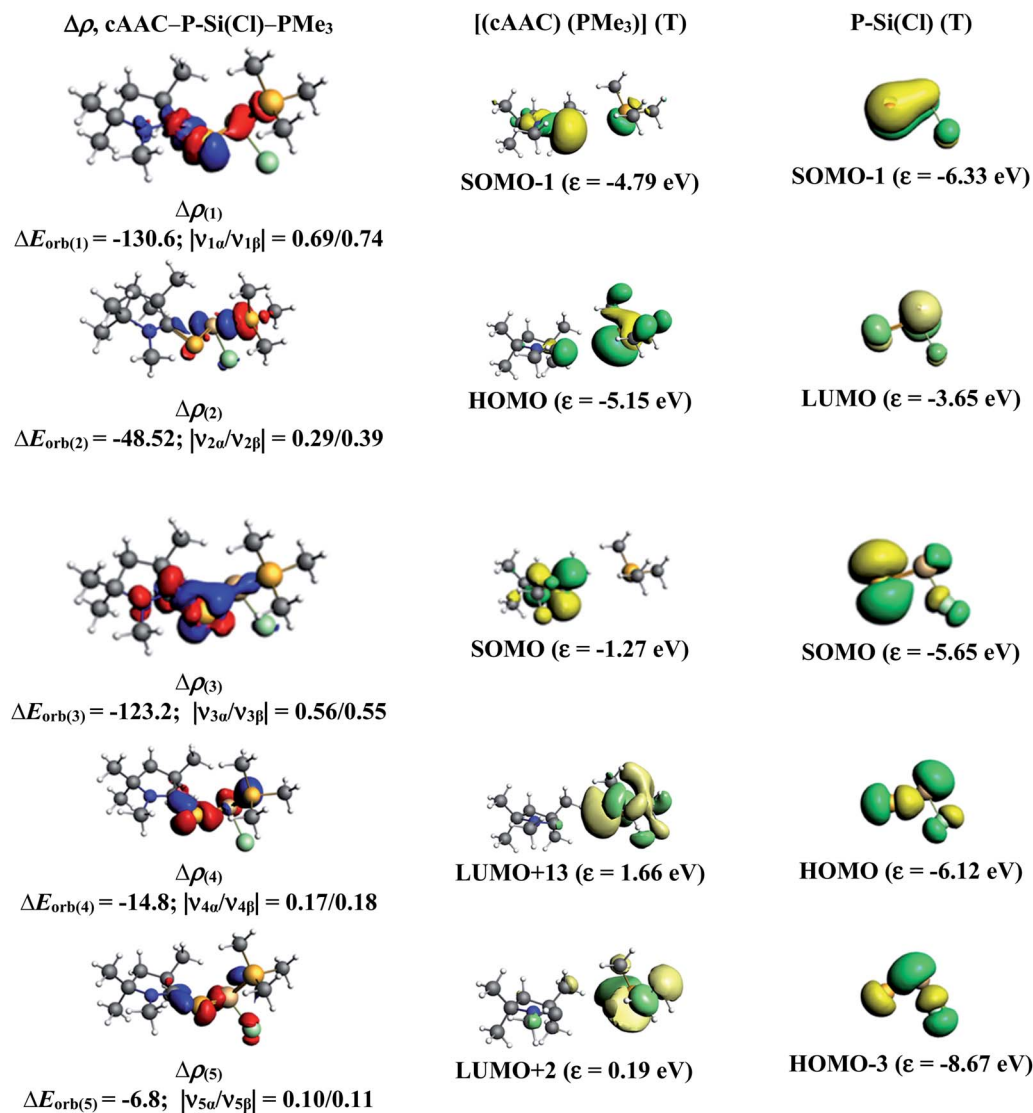 Δρ, cAAC–P-Si(Cl)–PMe₃
[(cAAC) (PMe₃)] (T)
P-Si(Cl) (T)
SOMO-1 (ε = -4.79 eV)
SOMO-1 (ε = -6.33 eV)
Δρ₍₁₎
ΔE_orb(1) = -130.6; |ν₁α/ν₁β| = 0.69/0.74
HOMO (ε = -5.15 eV)
LUMO (ε = -3.65 eV)
Δρ₍₂₎
ΔE_orb(2) = -48.52; |ν₂α/ν₂β| = 0.29/0.39
SOMO (ε = -1.27 eV)
SOMO (ε = -5.65 eV)
Δρ₍₃₎
ΔE_orb(3) = -123.2; |ν₃α/ν₃β| = 0.56/0.55
LUMO+13 (ε = 1.66 eV)
HOMO (ε = -6.12 eV)
Δρ₍₄₎
ΔE_orb(4) = -14.8; |ν₄α/ν₄β| = 0.17/0.18
LUMO+2 (ε = 0.19 eV)
HOMO-3 (ε = -8.67 eV)
Δρ₍₅₎
ΔE_orb(5) = -6.8; |ν₅α/ν₅β| = 0.10/0.11